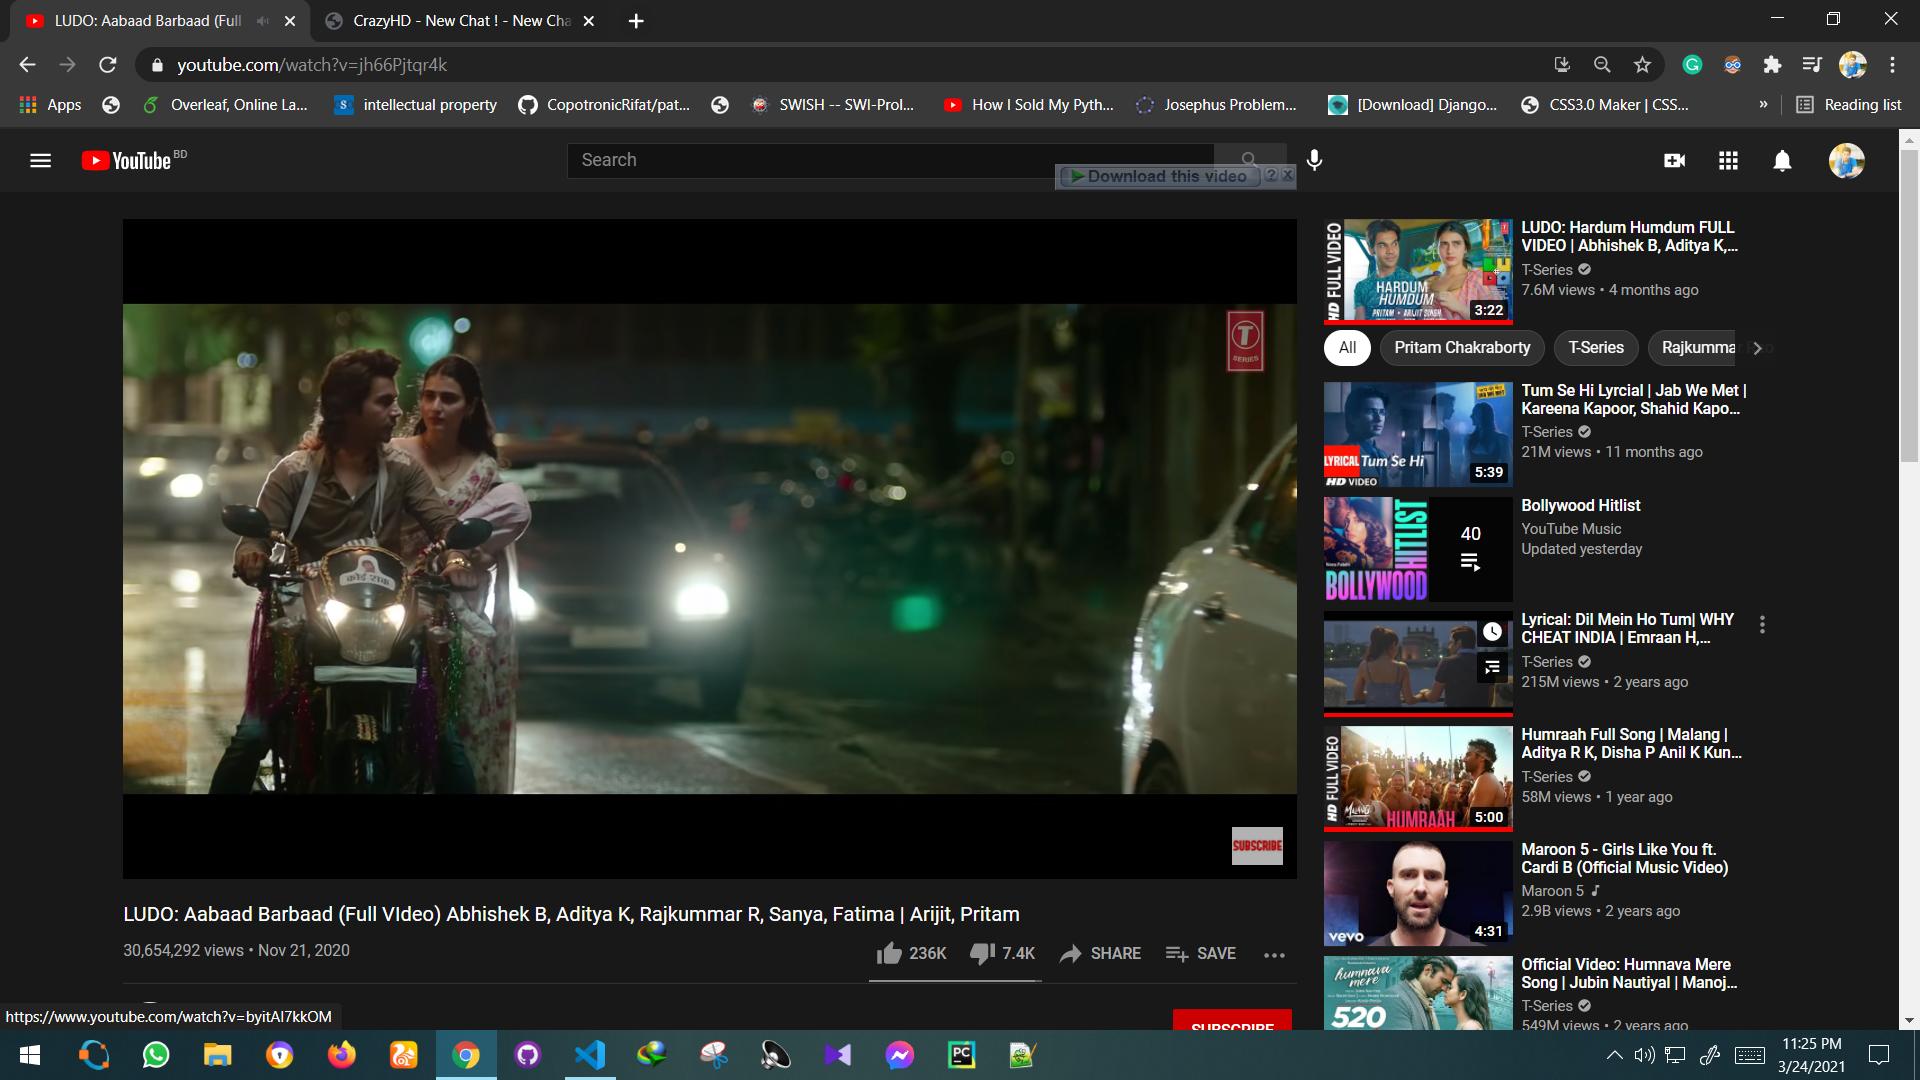 LUDO: Aabaad Barbaad (Full
CrazyHD - New Chat ! - New Cha
youtube.com/watch?v=jh66Pjtqr4k
Apps
Overleaf, Online La...
intellectual property
CopotronicRifat/pat...
SWISH -- SWI-Prol...
How I Sold My Pyth...
Josephus Problem...
[Download] Django...
CSS3.0 Maker | CSS...
»
Reading list
YouTube BD
Search
Download this video ? x
T
SERIES
कोई शक
SUBSCRIBE
LUDO: Aabaad Barbaad (Full VIdeo) Abhishek B, Aditya K, Rajkummar R, Sanya, Fatima | Arijit, Pritam
30,654,292 views • Nov 21, 2020
236K
7.4K
SHARE
SAVE
SUBSCRIBE
https://www.youtube.com/watch?v=byitAI7kkOM
HD FULL VIDEO
HARDUM
HUMDUM
PRITAM • ARIJIT SINGH
3:22
LUDO: Hardum Humdum FULL
VIDEO | Abhishek B, Aditya K,...
T-Series
7.6M views • 4 months ago
All
Pritam Chakraborty
T-Series
Rajkumma
LYRICAL Tum Se Hi
HD VIDEO
5:39
Tum Se Hi Lyrcial | Jab We Met |
Kareena Kapoor, Shahid Kapo...
T-Series
21M views • 11 months ago
BOLLYWOOD
HITLIST
40
Bollywood Hitlist
YouTube Music
Updated yesterday
Lyrical: Dil Mein Ho Tum| WHY
CHEAT INDIA | Emraan H,...
T-Series
215M views • 2 years ago
HD FULL VIDEO
MALANG
HUMRAAH
5:00
Humraah Full Song | Malang |
Aditya R K, Disha P Anil K Kun...
T-Series
58M views • 1 year ago
vevo
4:31
Maroon 5 - Girls Like You ft.
Cardi B (Official Music Video)
Maroon 5
2.9B views • 2 years ago
humnava
mere
520
Official Video: Humnava Mere
Song | Jubin Nautiyal | Manoj...
T-Series
549M views • 2 years ago
PC
11:25 PM
3/24/2021